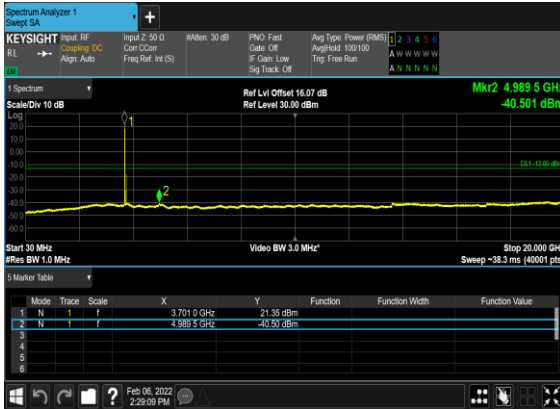 Spectrum Analyzer 1
Swept SA
+
KEYSIGHT
RL
Input: RF
Coupling: DC
Align: Auto
Input Z: 50 Ω
Corr CCorr
Freq Ref: Int (S)
#Atten: 30 dB
PNO: Fast
Gate: Off
IF Gain: Low
Sig Track: Off
Avg Type: Power (RMS)
Avg|Hold: 100/100
Trig: Free Run
1 2 3 4 5 6
A W W W W W
A N N N N N
1 Spectrum
Scale/Div 10 dB
Ref Lvl Offset 16.07 dB
Ref Level 30.00 dBm
Mkr2 4.989 5 GHz
-40.501 dBm
Log
20.0
10.0
0.00
-10.0
-20.0
-30.0
-40.0
-50.0
-60.0
1
2
DL1 -13.00 dBm
Start 30 MHz
#Res BW 1.0 MHz
Video BW 3.0 MHz*
Stop 20.000 GH
Sweep ~38.3 ms (40001 pts
5 Marker Table
Mode Trace Scale X Y Function Function Width Function Value
1 N 1 f 3.701 0 GHz 21.35 dBm
2 N 1 f 4.989 5 GHz -40.50 dBm
3
4
5
6
?
Feb 06, 2022
2:29:09 PM